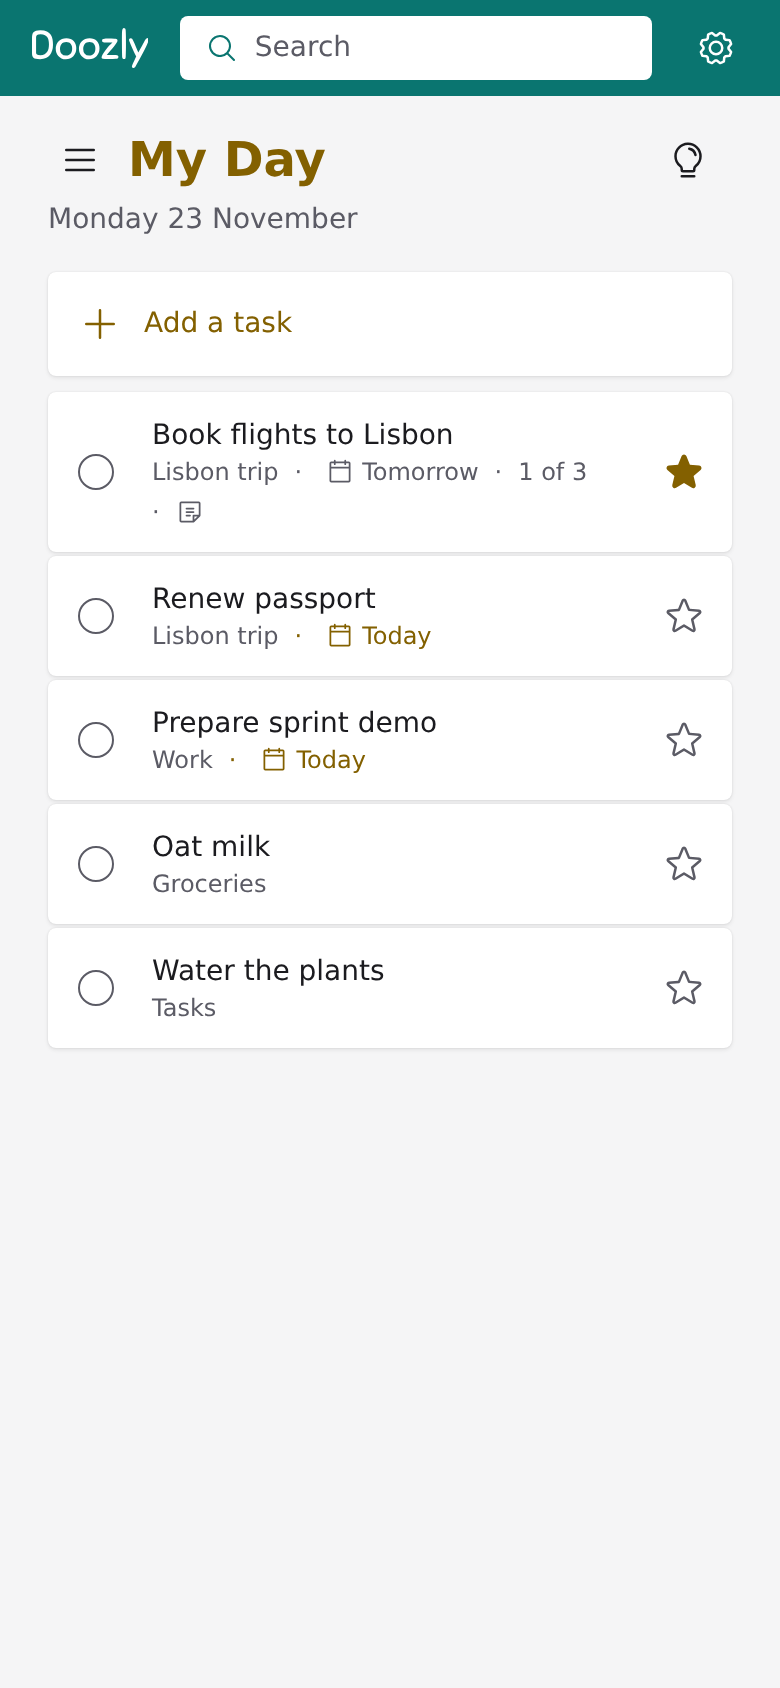 Doozly
Search
My Day
Monday 23 November
Add a task
Book flights to Lisbon
Lisbon trip · Tomorrow · 1 of 3
·
Renew passport
Lisbon trip · Today
Prepare sprint demo
Work · Today
Oat milk
Groceries
Water the plants
Tasks